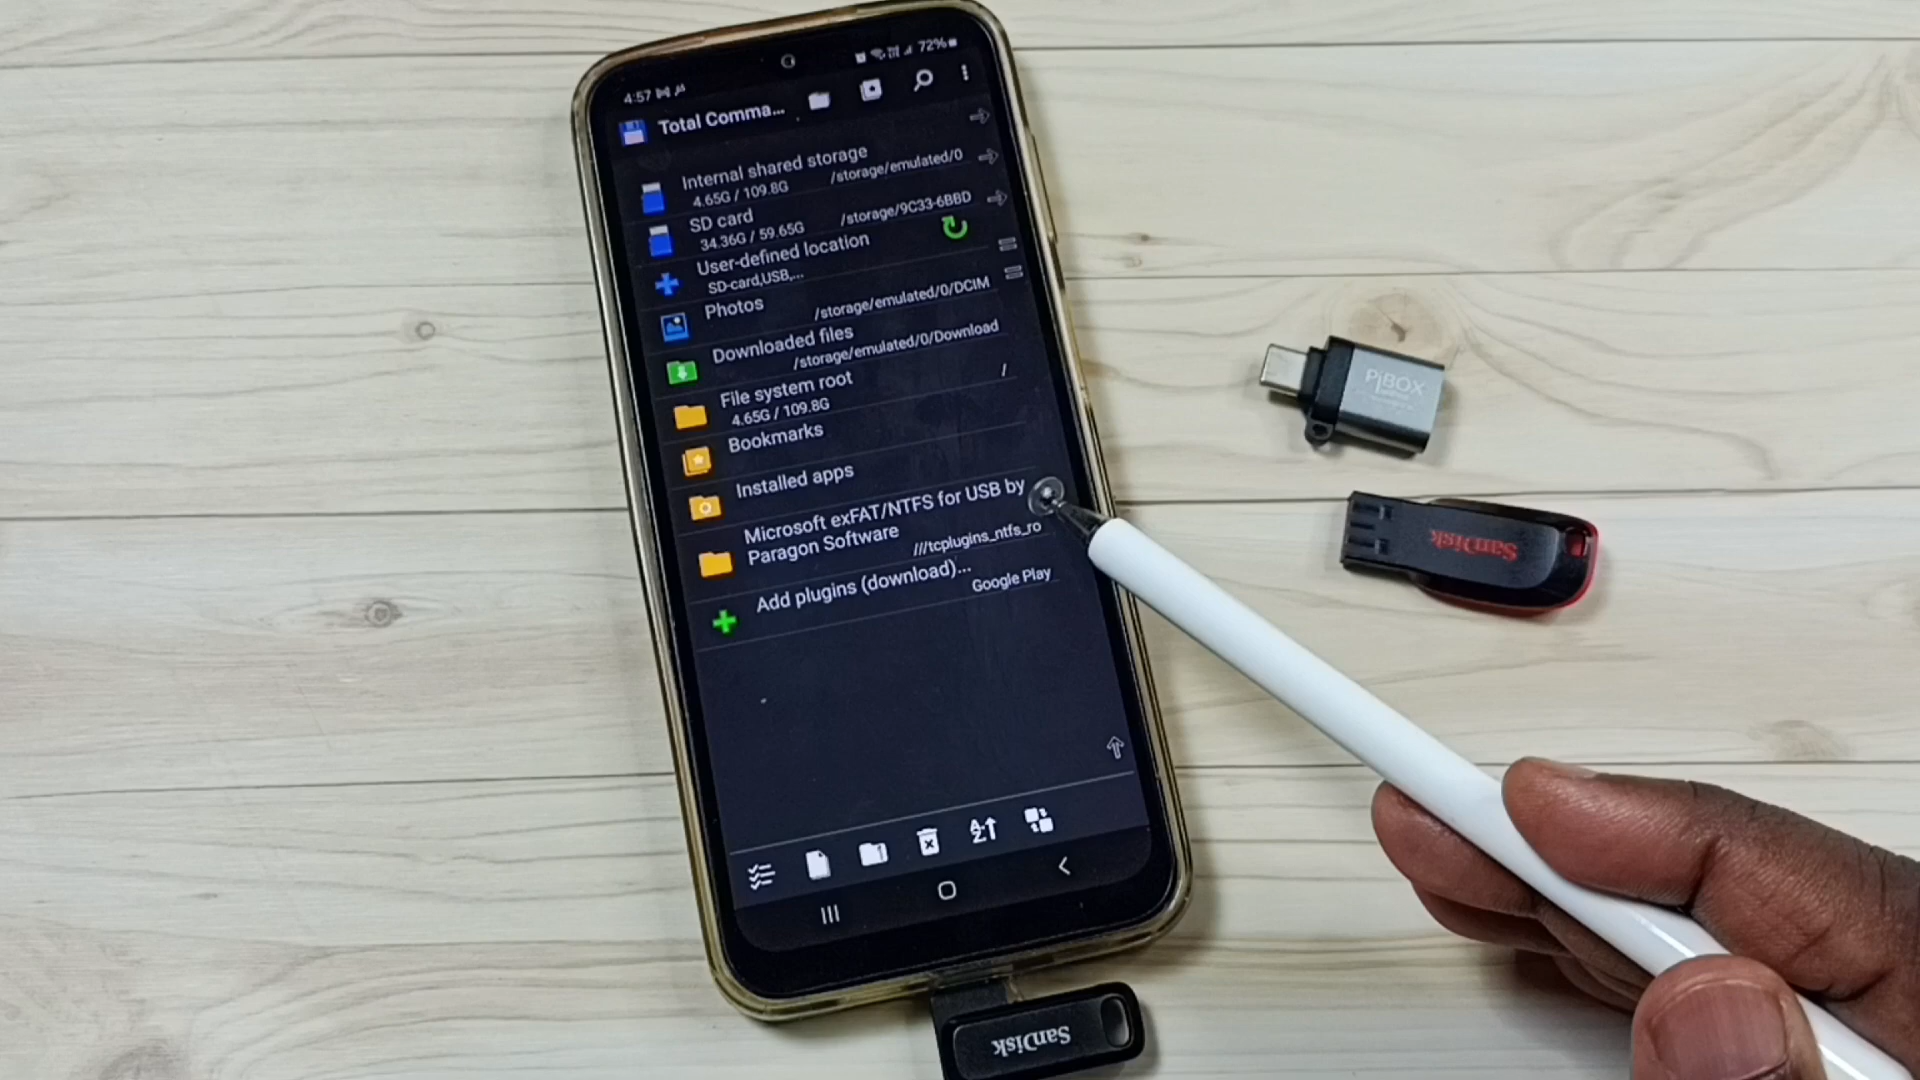 4:57
72%
Total Comma...
Internal shared storage
4.65G / 109.8G /storage/emulated/0
SD card
34.36G / 59.65G /storage/9C33-6BBD
User-defined location
SD-card,USB,...
Photos
/storage/emulated/0/DCIM
Downloaded files
/storage/emulated/0/Download
File system root
4.65G / 109.8G /
Bookmarks
Installed apps
Microsoft exFAT/NTFS for USB by
Paragon Software
///tcplugins_ntfs_ro
Add plugins (download)...
Google Play
PiBOX
SanDisk
SanDisk